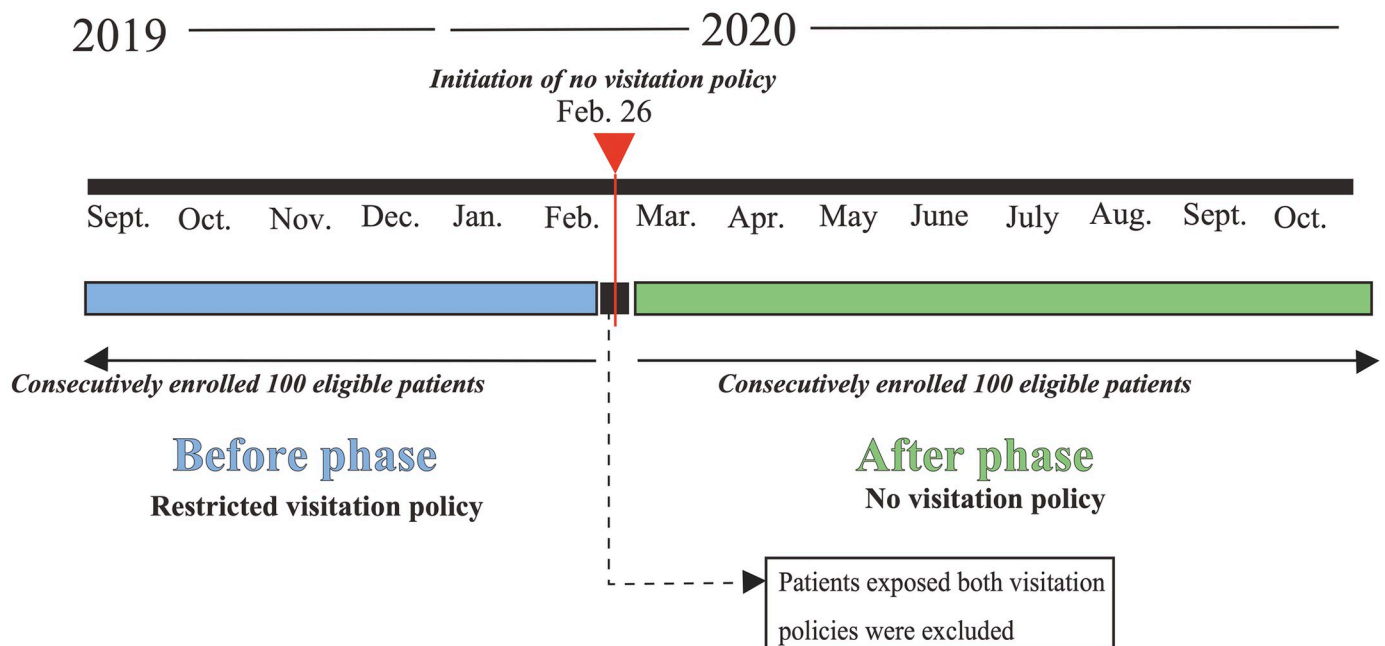 2019
2020
Initiation of no visitation policy
Feb. 26
Sept. Oct. Nov. Dec. Jan. Feb. Mar. Apr. May June July Aug. Sept. Oct.
Consecutively enrolled 100 eligible patients
Consecutively enrolled 100 eligible patients
Before phase
Restricted visitation policy
After phase
No visitation policy
Patients exposed both visitation
policies were excluded